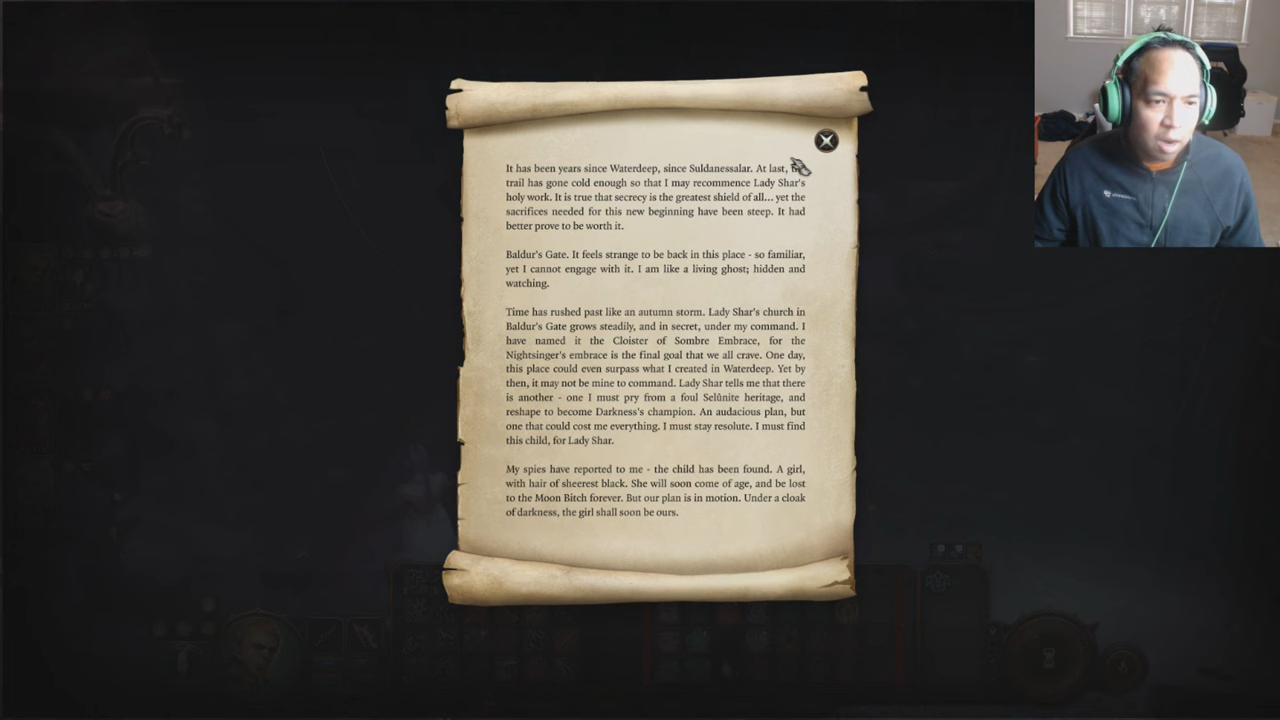 It has been years since Waterdeep, since Suldanessalar. At last,
trail has gone cold enough so that I may recommence Lady Shar's
holy work. It is true that secrecy is the greatest shield of all... yet the
sacrifices needed for this new beginning have been steep. It had
better prove to be worth it.
Baldur's Gate. It feels strange to be back in this place - so familiar,
yet I cannot engage with it. I am like a living ghost; hidden and
watching.
Time has rushed past like an autumn storm. Lady Shar's church in
Baldur's Gate grows steadily, and in secret, under my command. I
have named it the Cloister of Sombre Embrace, for the
Nightsinger's embrace is the final goal that we all crave. One day,
this place could even surpass what I created in Waterdeep. Yet by
then, it may not be mine to command. Lady Shar tells me that there
is another - one I must pry from a foul Selûnite heritage, and
reshape to become Darkness's champion. An audacious plan, but
one that could cost me everything. I must stay resolute. I must find
this child, for Lady Shar.
My spies have reported to me - the child has been found. A girl,
with hair of sheerest black. She will soon come of age, and be lost
to the Moon Bitch forever. But our plan is in motion. Under a cloak
of darkness, the girl shall soon be ours.